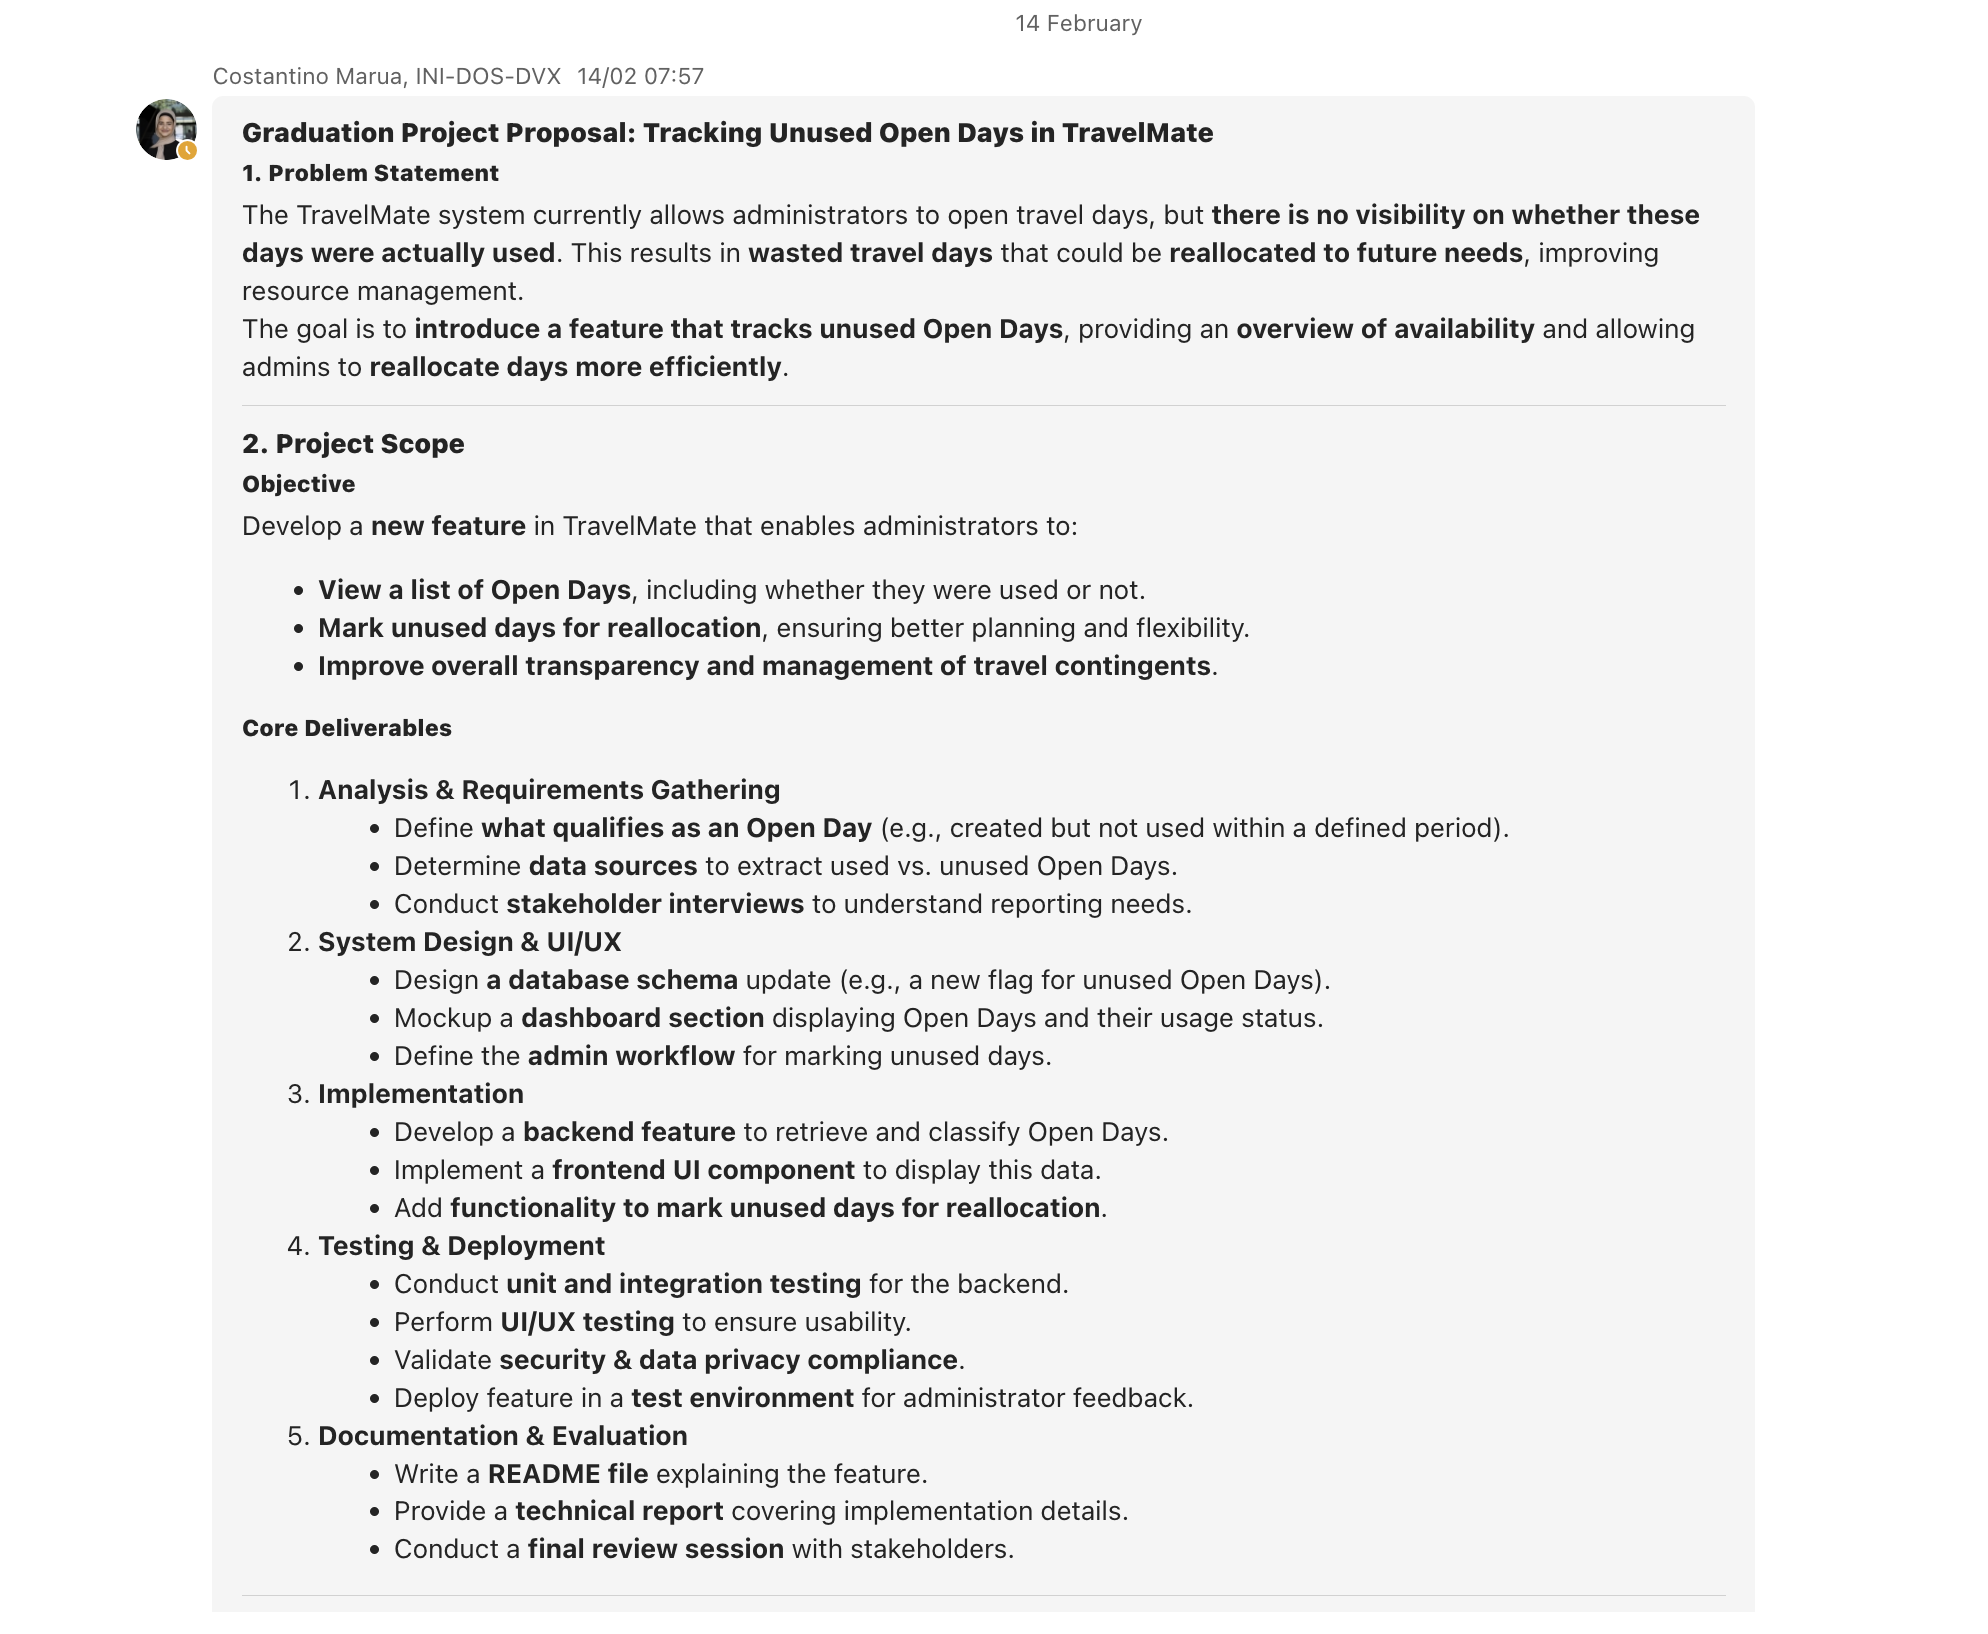 14 February
Costantino Marua, INI-DOS-DVX 14/02 07:57
Graduation Project Proposal: Tracking Unused Open Days in TravelMate
1. Problem Statement
The TravelMate system currently allows administrators to open travel days, but there is no visibility on whether these
days were actually used. This results in wasted travel days that could be reallocated to future needs, improving
resource management.
The goal is to introduce a feature that tracks unused Open Days, providing an overview of availability and allowing
admins to reallocate days more efficiently.
2. Project Scope
Objective
Develop a new feature in TravelMate that enables administrators to:
• View a list of Open Days, including whether they were used or not.
• Mark unused days for reallocation, ensuring better planning and flexibility.
• Improve overall transparency and management of travel contingents.
Core Deliverables
1. Analysis & Requirements Gathering
• Define what qualifies as an Open Day (e.g., created but not used within a defined period).
• Determine data sources to extract used vs. unused Open Days.
• Conduct stakeholder interviews to understand reporting needs.
2. System Design & UI/UX
• Design a database schema update (e.g., a new flag for unused Open Days).
• Mockup a dashboard section displaying Open Days and their usage status.
• Define the admin workflow for marking unused days.
3. Implementation
• Develop a backend feature to retrieve and classify Open Days.
• Implement a frontend UI component to display this data.
• Add functionality to mark unused days for reallocation.
4. Testing & Deployment
• Conduct unit and integration testing for the backend.
• Perform UI/UX testing to ensure usability.
• Validate security & data privacy compliance.
• Deploy feature in a test environment for administrator feedback.
5. Documentation & Evaluation
• Write a README file explaining the feature.
• Provide a technical report covering implementation details.
• Conduct a final review session with stakeholders.